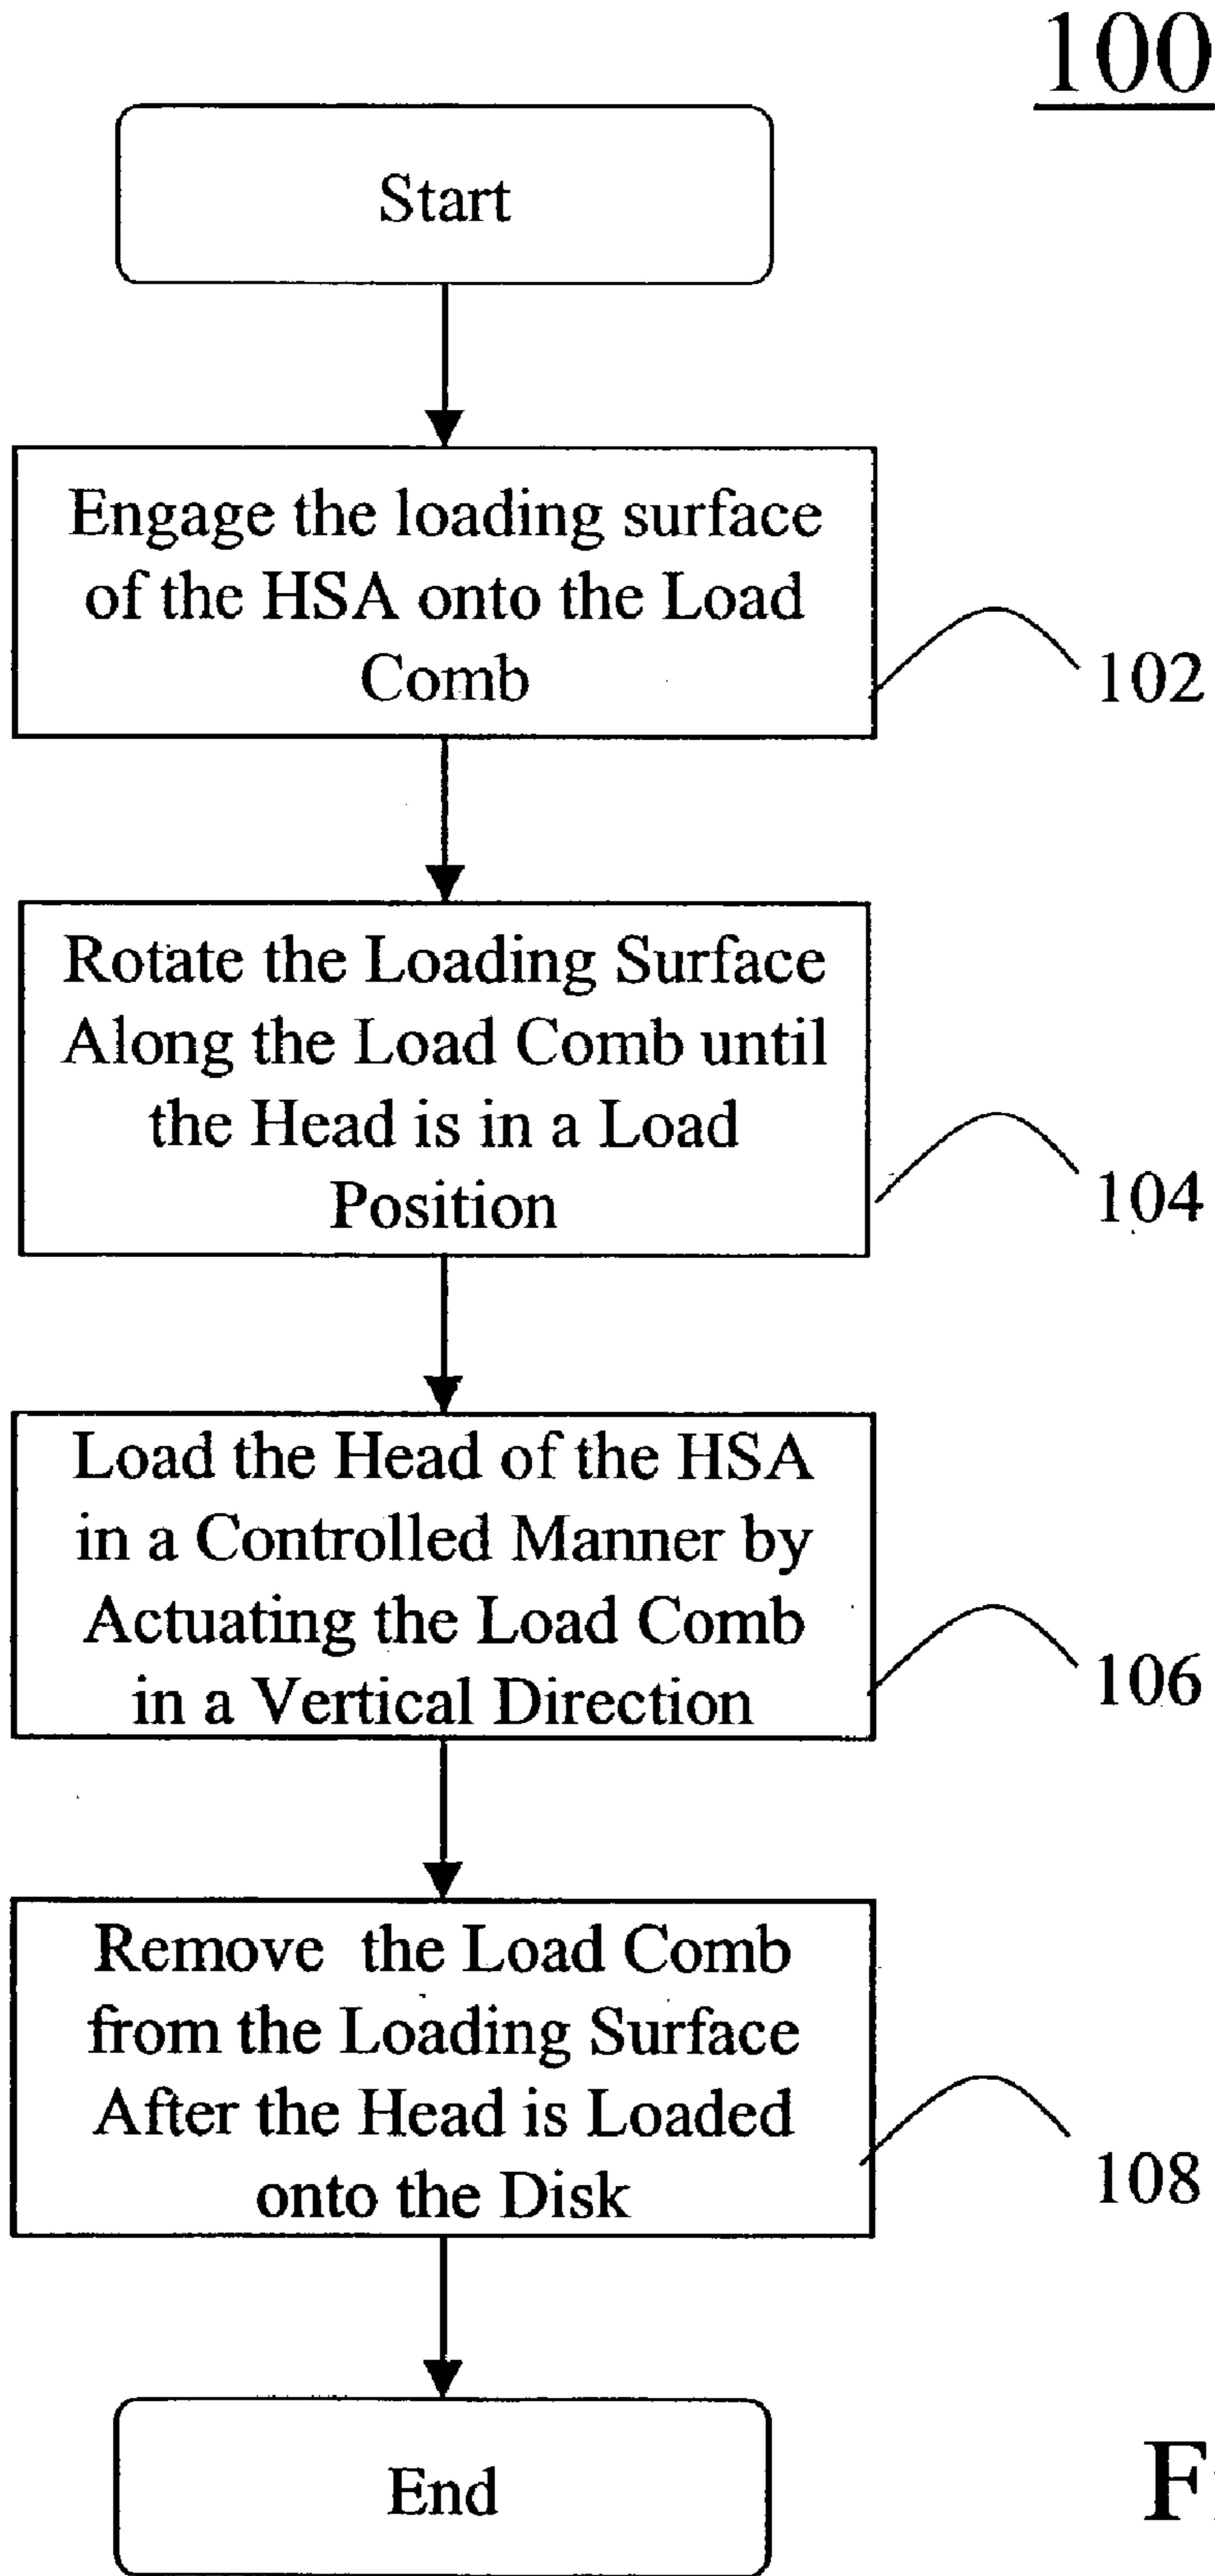 100
Start
Engage the loading surface
of the HSA onto the Load
Comb
102
Rotate the Loading Surface
Along the Load Comb until
the Head is in a Load
Position
104
Load the Head of the HSA
in a Controlled Manner by
Actuating the Load Comb
in a Vertical Direction
106
Remove the Load Comb
from the Loading Surface
After the Head is Loaded
onto the Disk
108
End